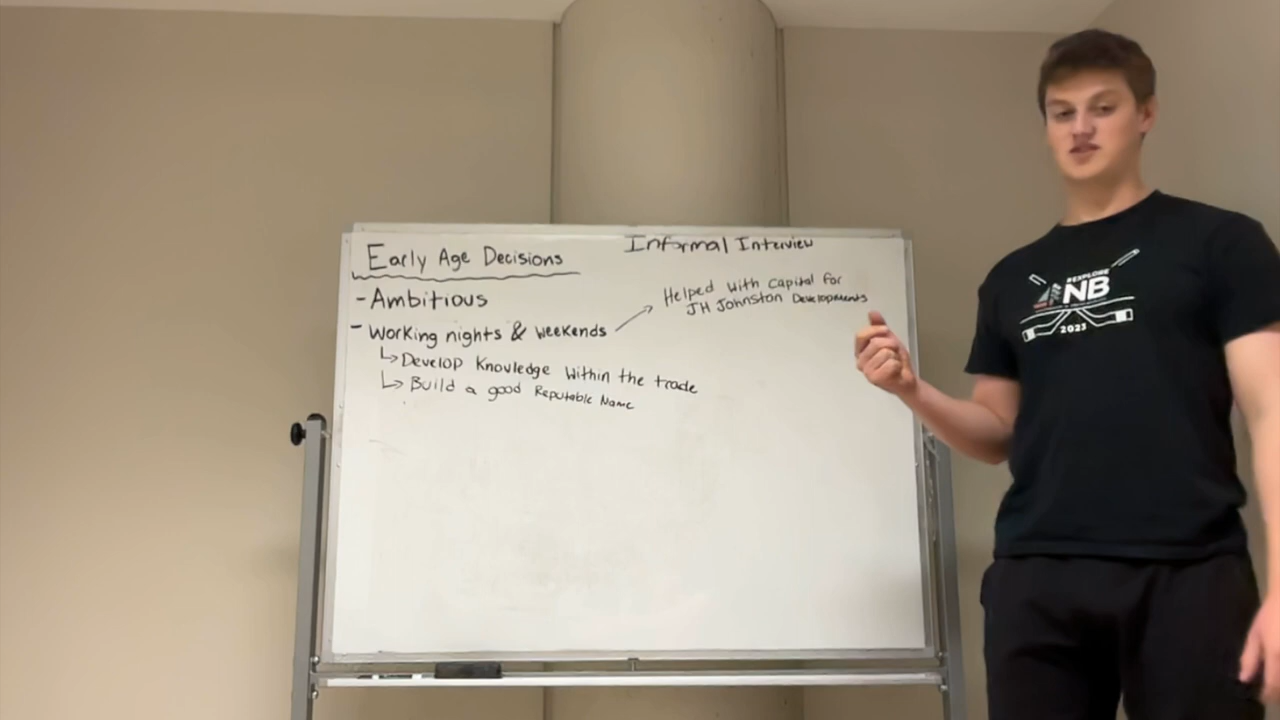 Early Age Decisions
Informal Interview
- Ambitious
- Working nights & weekends
Helped with capital for
JH Johnston Developments
↳ Develop Knowledge within the trade
↳ Build a good Reputable Name
#EXPLORE
NB
2023